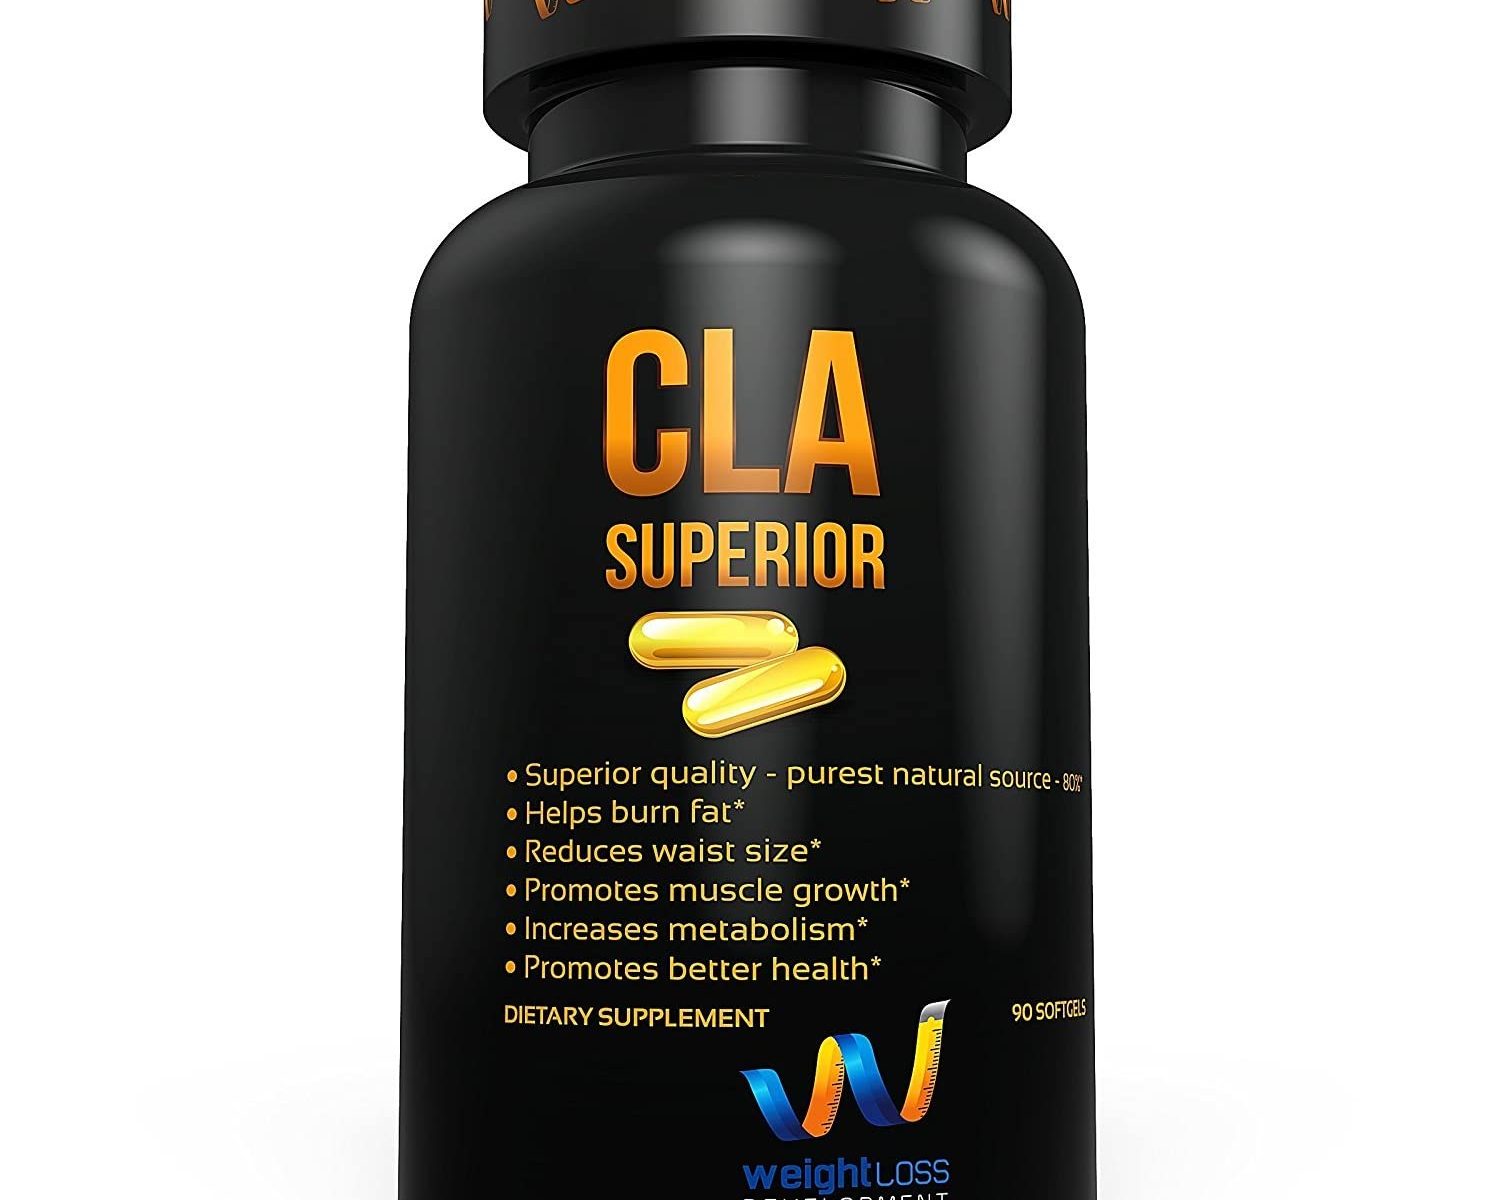 CLA
SUPERIOR
• Superior quality - purest natural source - 80%*
• Helps burn fat*
• Reduces waist size*
• Promotes muscle growth*
• Increases metabolism*
• Promotes better health*
DIETARY SUPPLEMENT
90 SOFTGELS
weightLOSS
DEVELOPMENT